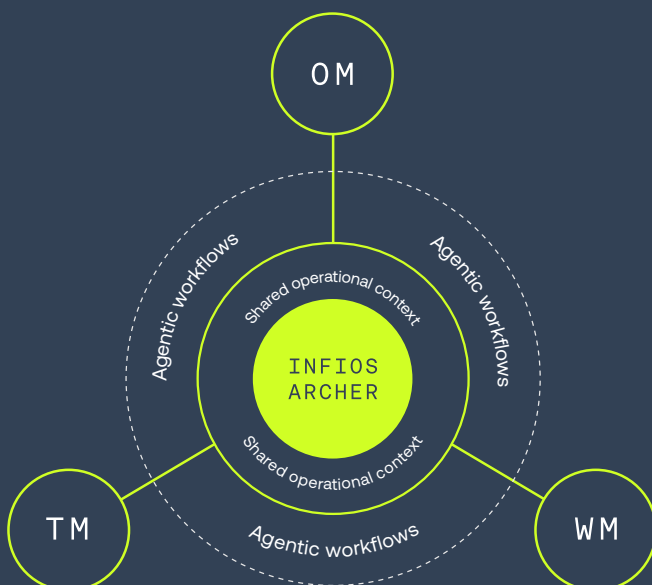 OM
Agentic workflows
Agentic workflows
Shared operational context
INFIOS
ARCHER
Shared operational context
TM
WM
Agentic workflows